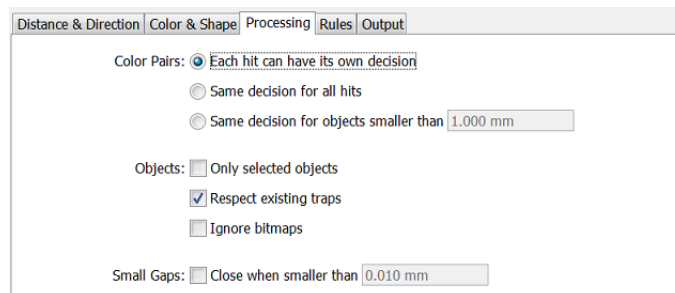 Distance & Direction Color & Shape Processing Rules Output
Color Pairs: Each hit can have its own decision
Same decision for all hits
Same decision for objects smaller than 1.000 mm
Objects: Only selected objects
Respect existing traps
Ignore bitmaps
Small Gaps: Close when smaller than 0.010 mm